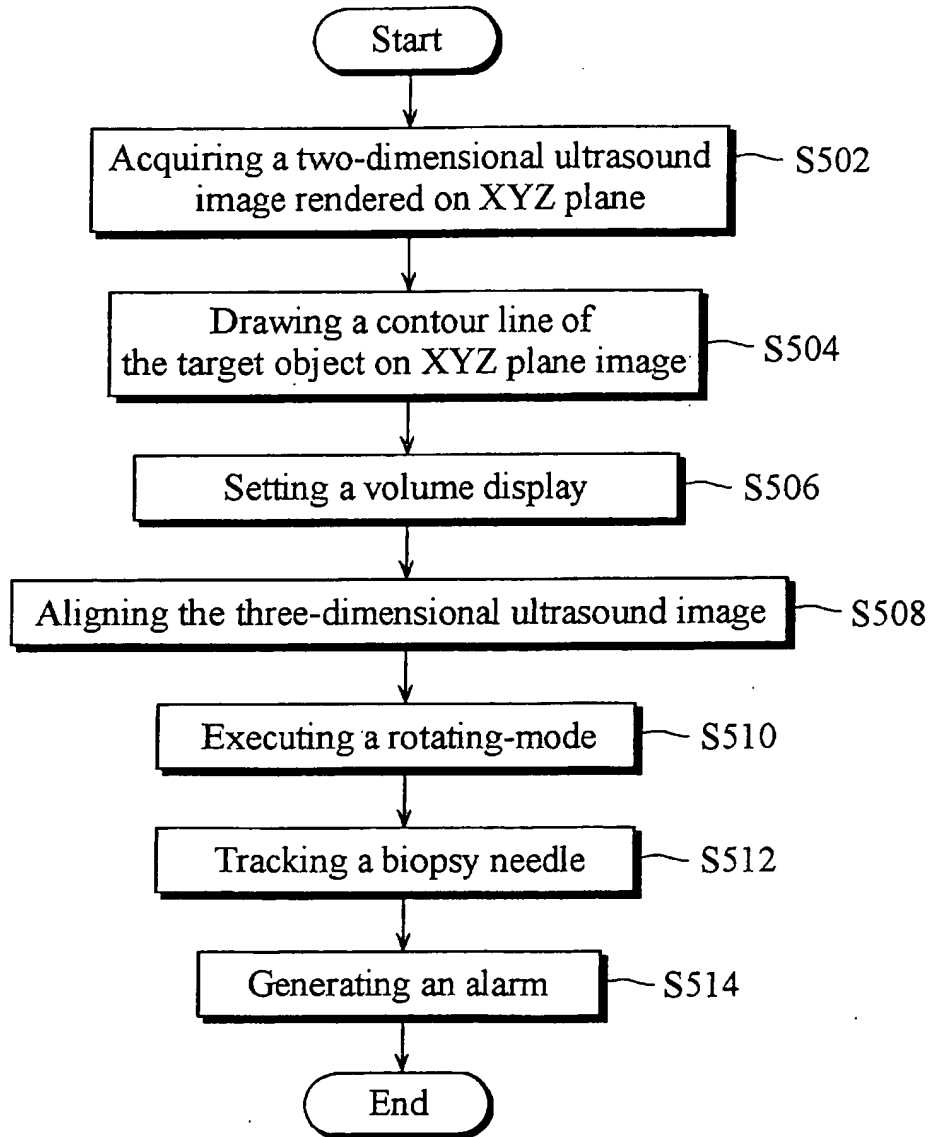 Start
Acquiring a two-dimensional ultrasound
image rendered on XYZ plane
S502
Drawing a contour line of
the target object on XYZ plane image
S504
Setting a volume display
S506
Aligning the three-dimensional ultrasound image
S508
Executing a rotating-mode
S510
Tracking a biopsy needle
S512
Generating an alarm
S514
End